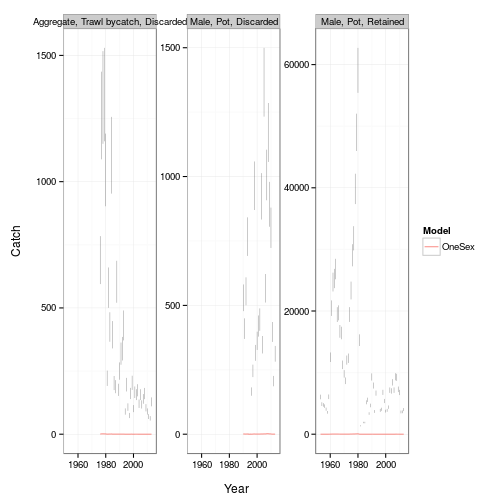 Aggregate, Trawl bycatch, Discarded
Male, Pot, Discarded
Male, Pot, Retained
1500
1000
500
0
1500
1000
500
0
60000
40000
20000
0
Catch
1960 1980 2000
1960 1980 2000
1960 1980 2000
Year
Model
OneSex